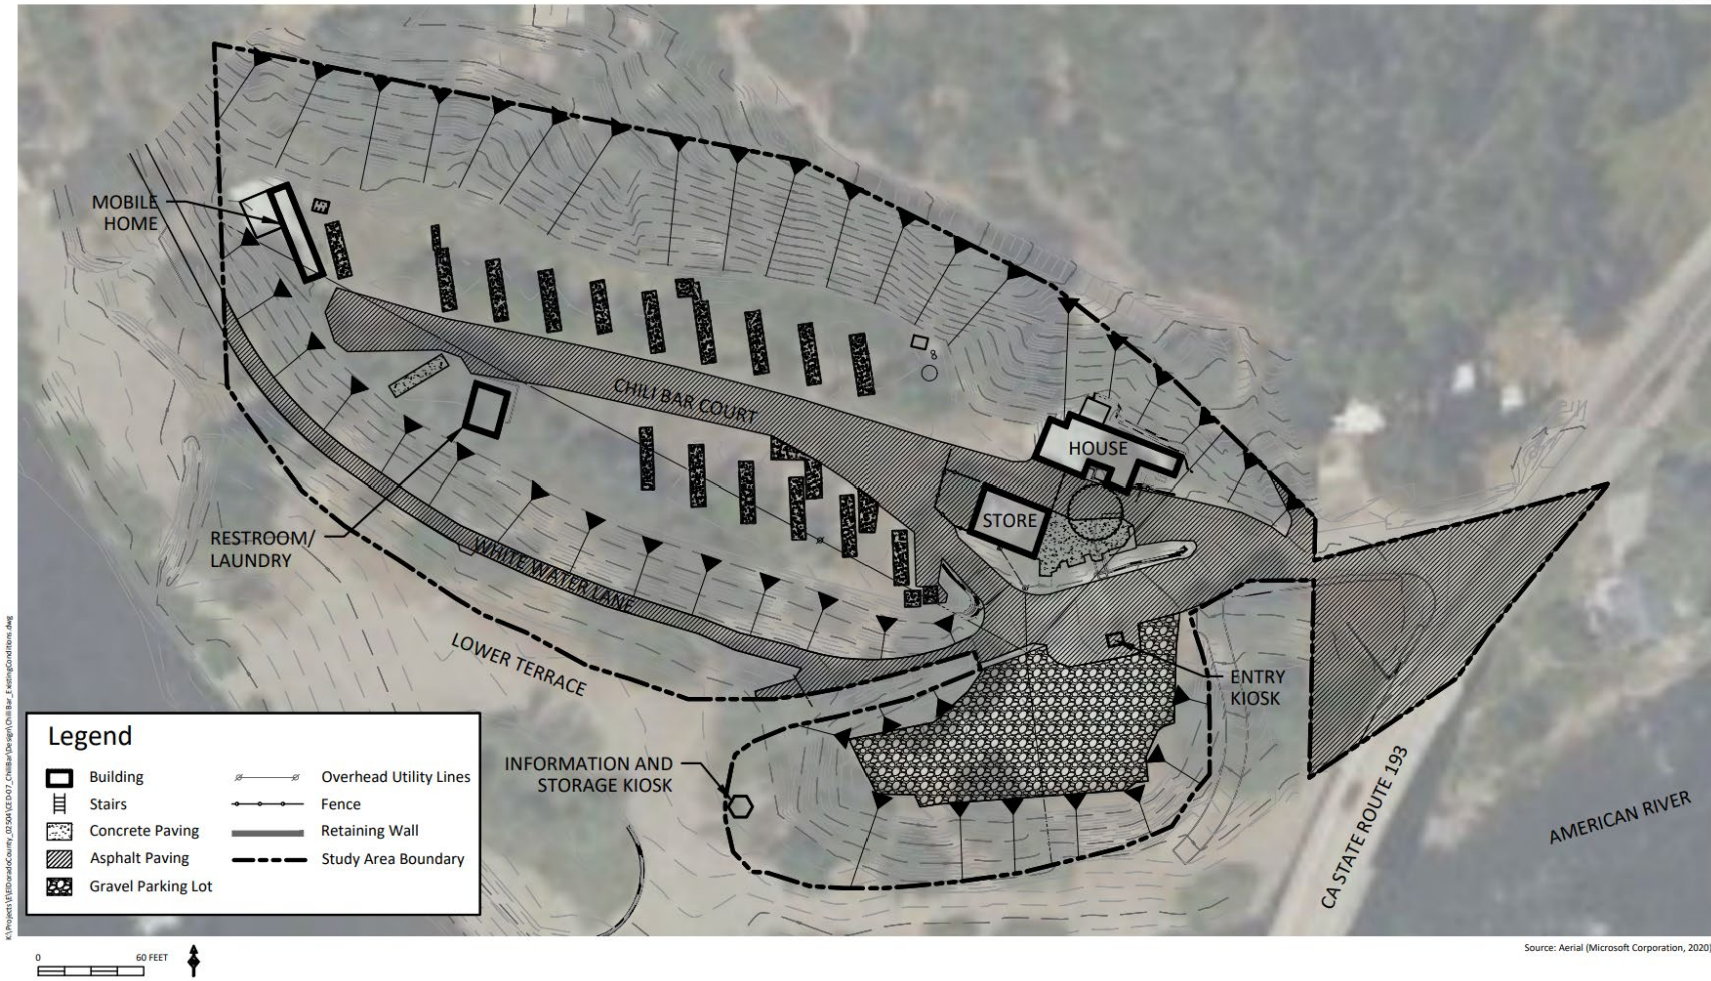 MOBILE
HOME
CHILI BAR COURT
HOUSE
STORE
RESTROOM/
LAUNDRY
WHITE WATER LANE
LOWER TERRACE
ENTRY
KIOSK
INFORMATION AND
STORAGE KIOSK
CA STATE ROUTE 193
AMERICAN RIVER
Legend
Building
Stairs
Concrete Paving
Asphalt Paving
Gravel Parking Lot
Overhead Utility Lines
Fence
Retaining Wall
Study Area Boundary
0 60 FEET
Source: Aerial (Microsoft Corporation, 2020)